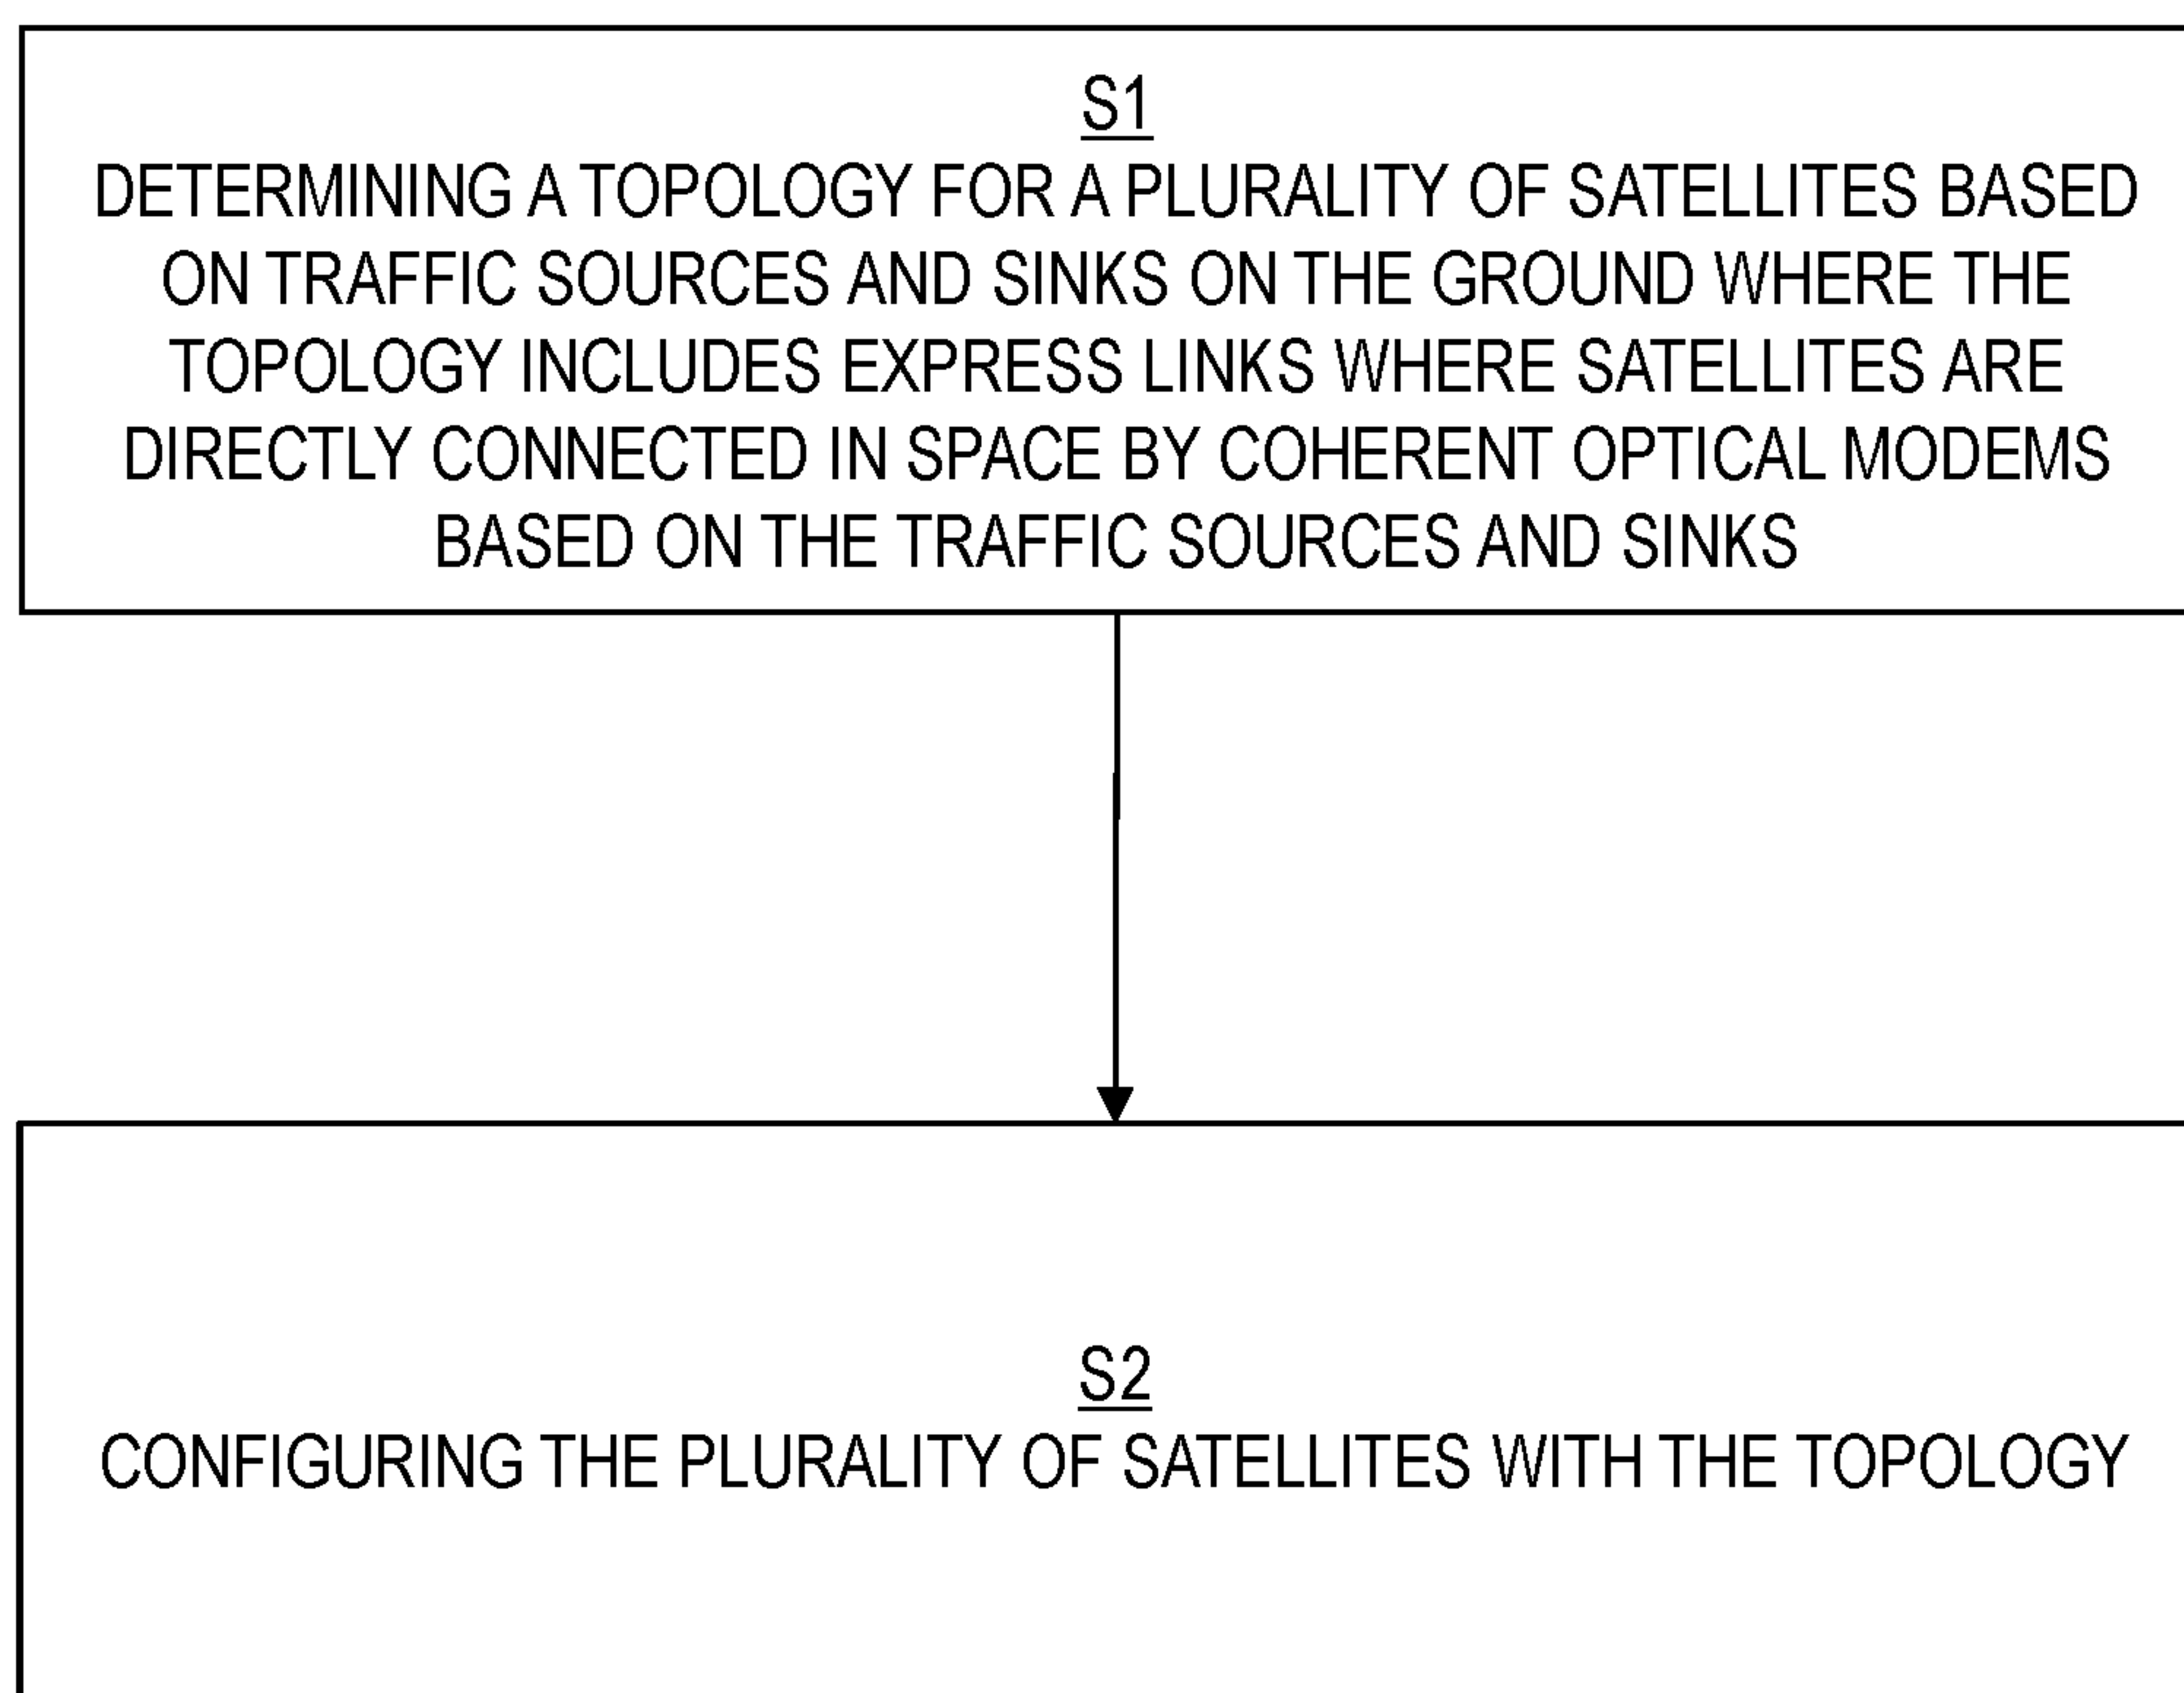 S1
DETERMINING A TOPOLOGY FOR A PLURALITY OF SATELLITES BASED
ON TRAFFIC SOURCES AND SINKS ON THE GROUND WHERE THE
TOPOLOGY INCLUDES EXPRESS LINKS WHERE SATELLITES ARE
DIRECTLY CONNECTED IN SPACE BY COHERENT OPTICAL MODEMS
BASED ON THE TRAFFIC SOURCES AND SINKS
S2
CONFIGURING THE PLURALITY OF SATELLITES WITH THE TOPOLOGY